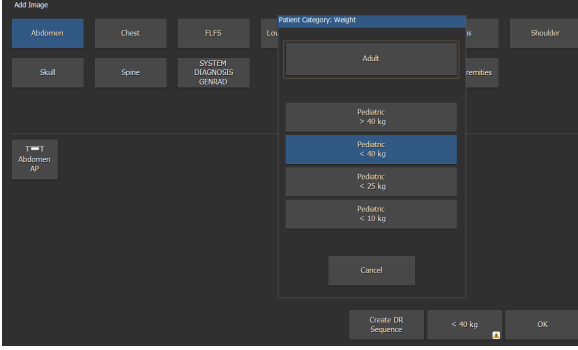 Add Image
Patient Category: Weight
Abdomen
Chest
FLFS
Shoulder
Adult
Skull
Spine
SYSTEM
DIAGNOSIS
GENRAD
Pediatric
> 40 kg
Pediatric
< 40 kg
Pediatric
< 25 kg
Pediatric
< 10 kg
Abdomen
AP
Cancel
Create DR
Sequence
< 40 kg
OK